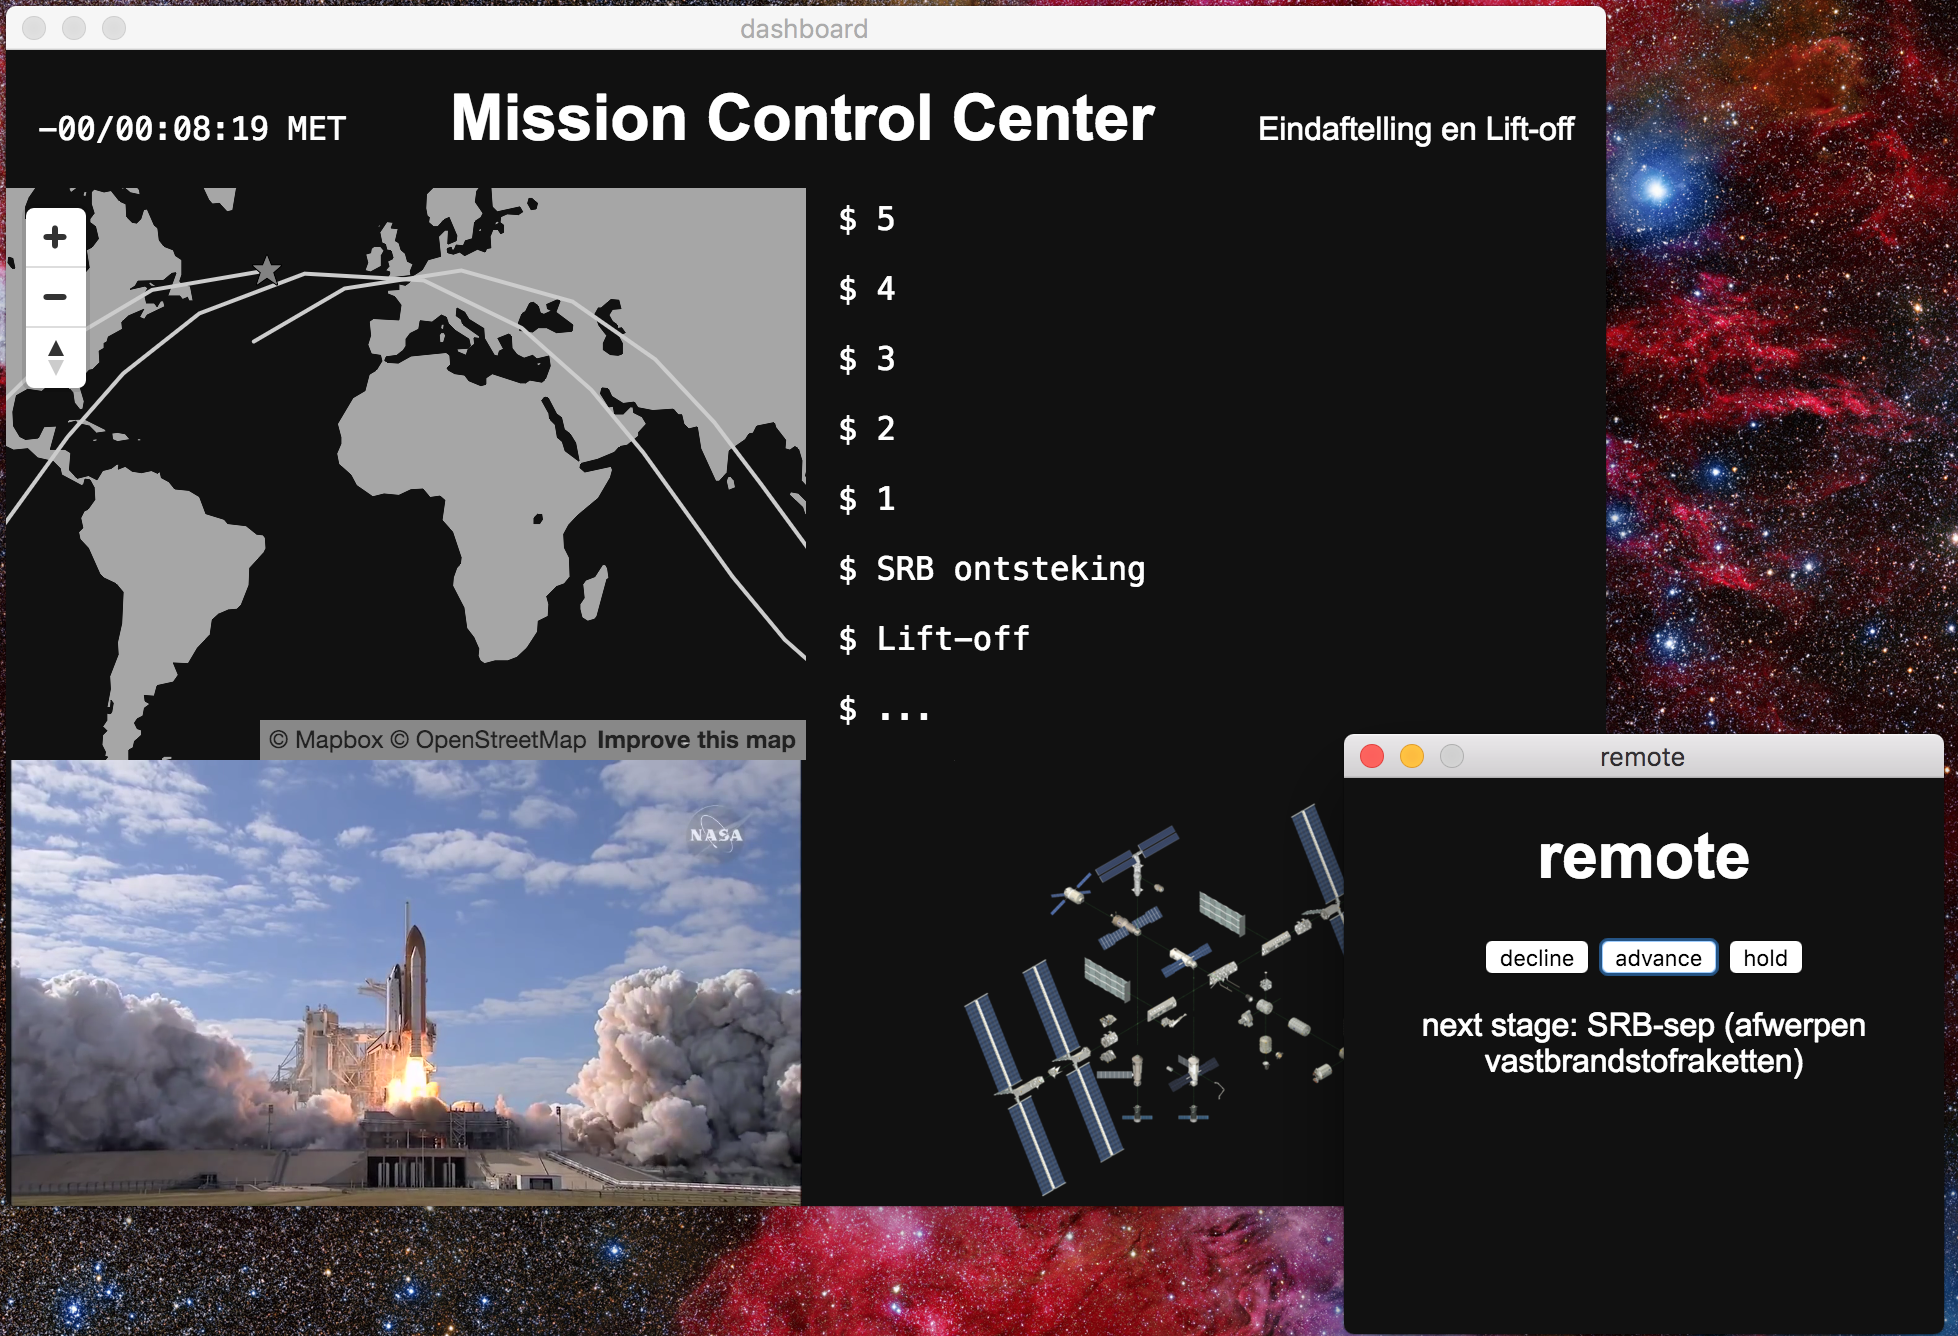 dashboard
−00/00:08:19 MET
Mission Control Center
Eindaftelling en Lift-off
+
−
$ 5
$ 4
$ 3
$ 2
$ 1
$ SRB ontsteking
$ Lift−off
$ ...
© Mapbox © OpenStreetMap Improve this map
NASA
remote
remote
decline
advance
hold
next stage: SRB-sep (afwerpen
vastbrandstofraketten)